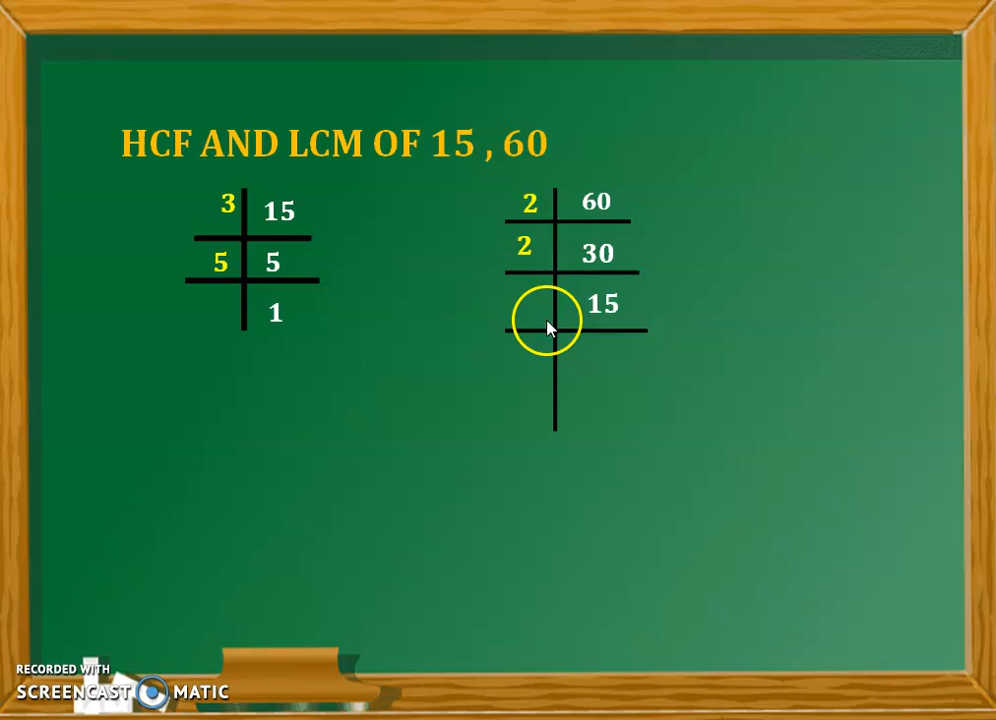 HCF AND LCM OF 15 , 60
3 15
5 5
1
2 60
2 30
15
RECORDED WITH
SCREENCAST MATIC